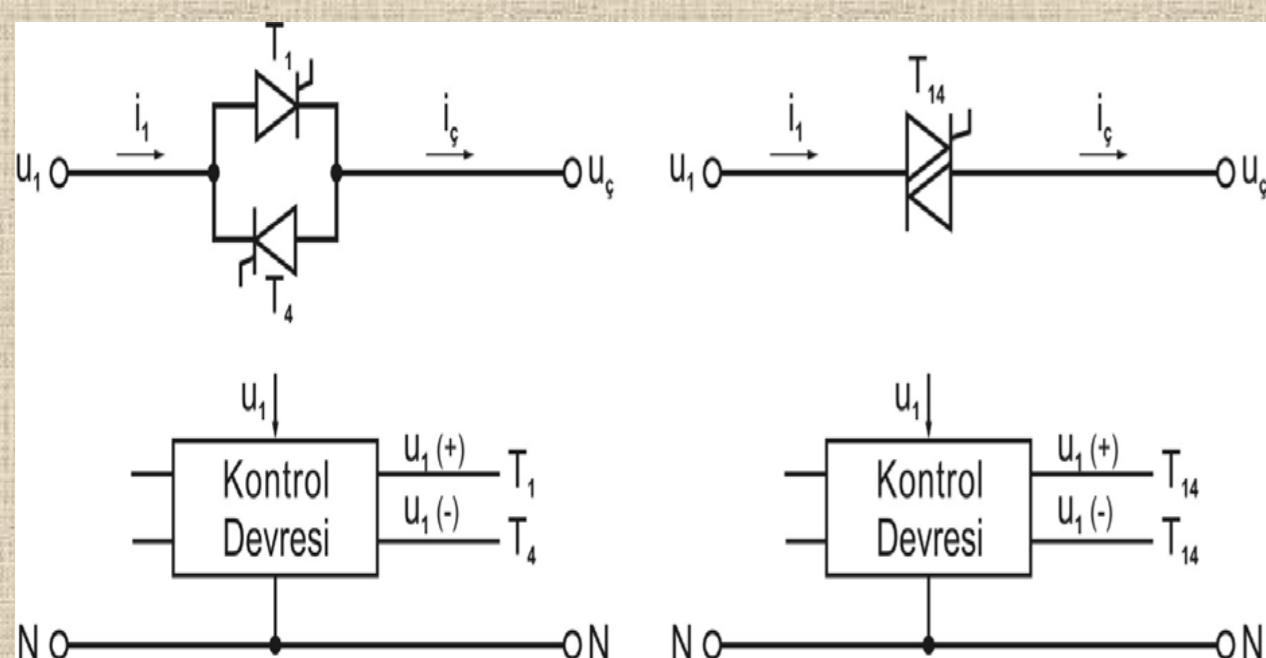 T₁
i₁
i꜀̧
u₁
uç
T₄
u₁
Kontrol
Devresi
u₁ (+)
T₁
u₁ (-)
T₄
N
N
T₁₄
i₁
iç
u₁
uç
u₁
Kontrol
Devresi
u₁ (+)
T₁₄
u₁ (-)
T₁₄
N
N